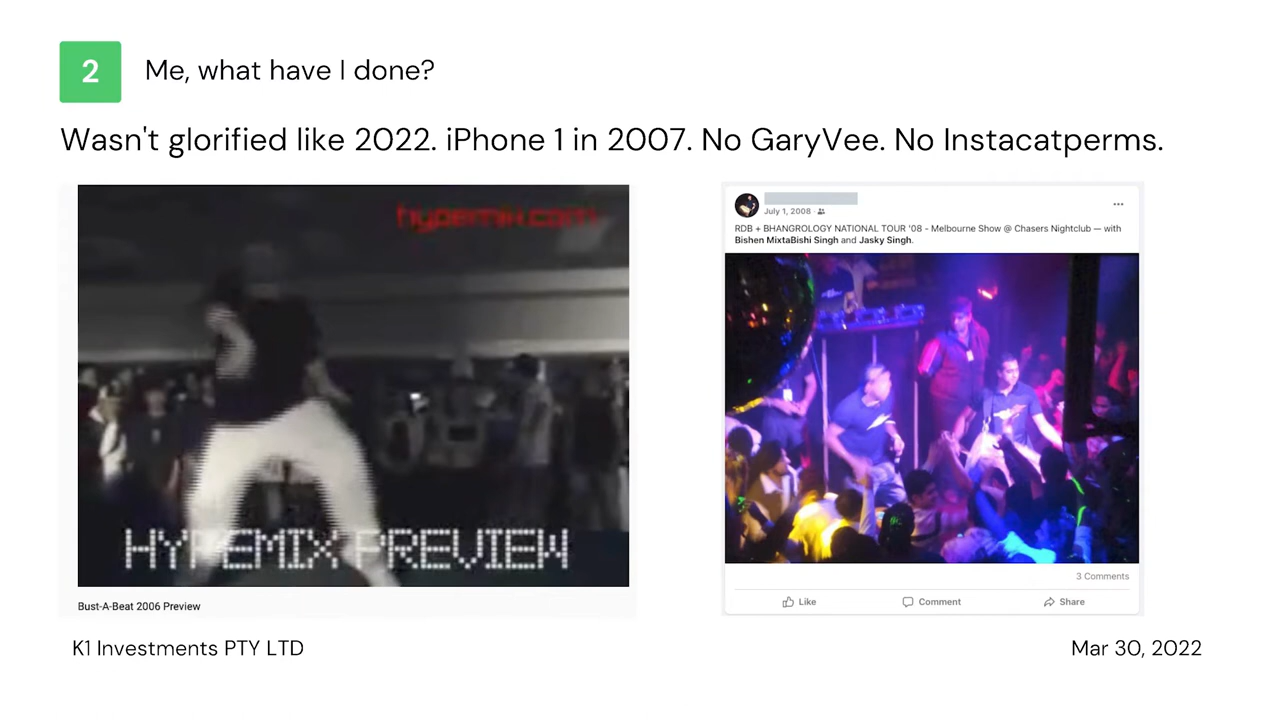 2
Me, what have I done?
Wasn't glorified like 2022. iPhone 1 in 2007. No GaryVee. No Instacatperms.
hypemix.com
HYPEMIX PREVIEW
Bust-A-Beat 2006 Preview
July 1, 2008 ·
RDB + BHANGROLOGY NATIONAL TOUR '08 - Melbourne Show @ Chasers Nightclub — with
Bishen MixtaBishi Singh and Jasky Singh.
3 Comments
Like Comment Share
K1 Investments PTY LTD
Mar 30, 2022